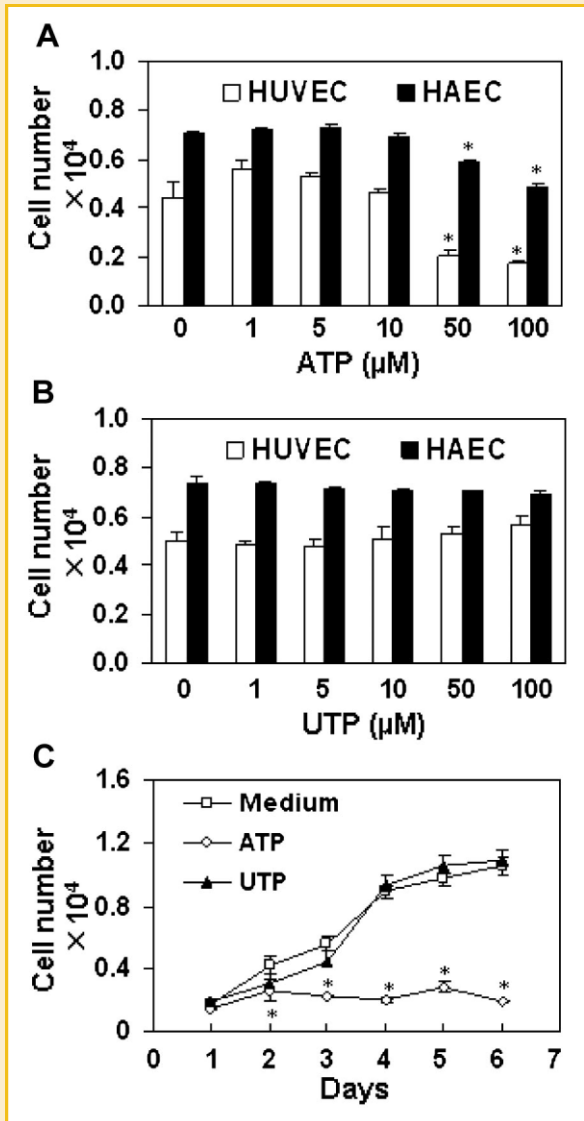 A
1.0
0.8
0.6
0.4
0.2
0.0
Cell number
×10⁴
HUVEC HAEC
* * * *
0 1 5 10 50 100
ATP (µM)
B
1.0
0.8
0.6
0.4
0.2
0.0
Cell number
×10⁴
HUVEC HAEC
0 1 5 10 50 100
UTP (µM)
C
1.6
1.2
0.8
0.4
0
Cell number
×10⁴
Medium
ATP
UTP
* * * * *
0 1 2 3 4 5 6 7
Days